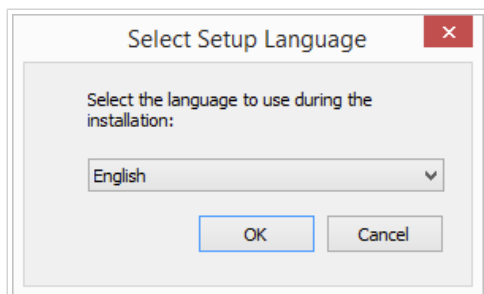 Select Setup Language
Select the language to use during the
installation:
English
OK
Cancel